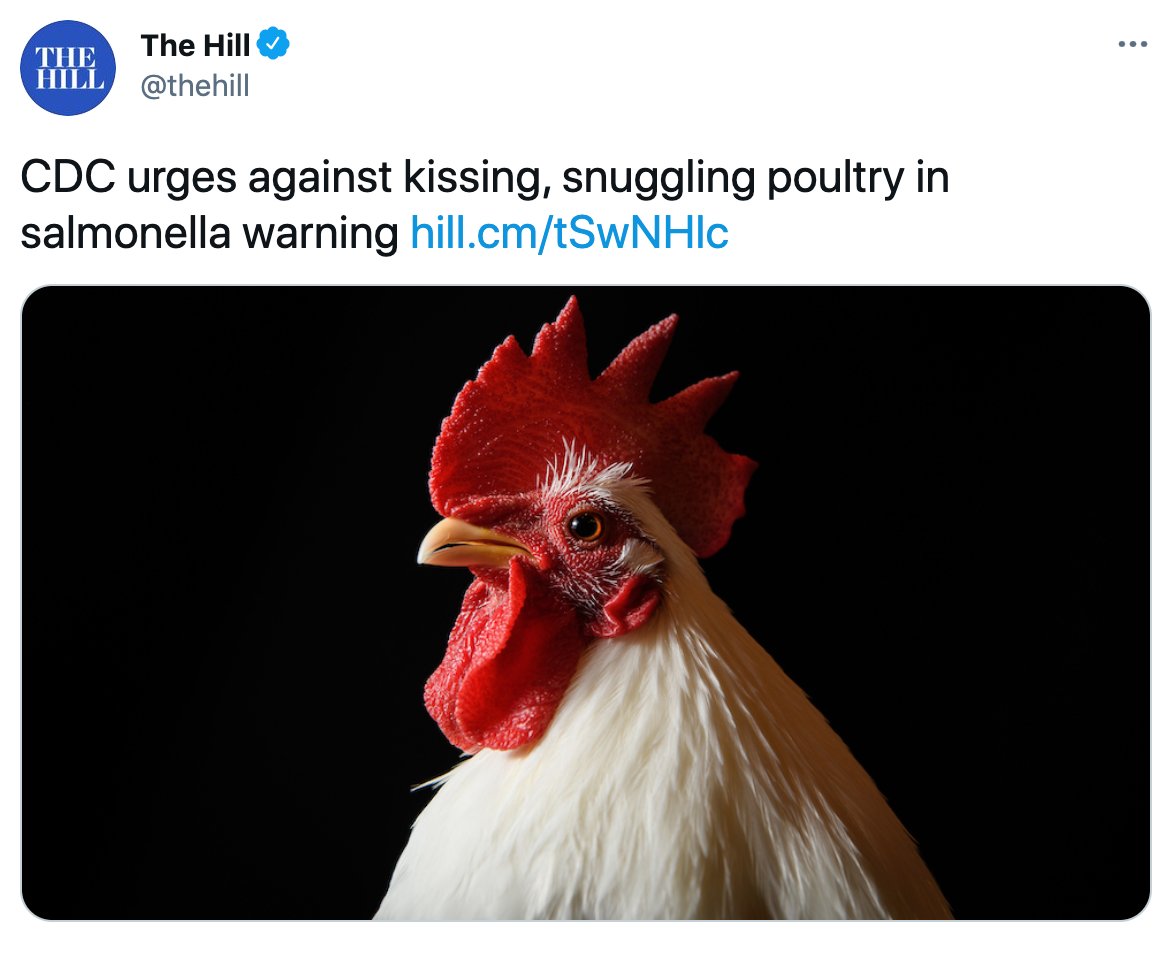 THE
HILL
The Hill
@thehill
CDC urges against kissing, snuggling poultry in
salmonella warning hill.cm/tSwNHlc